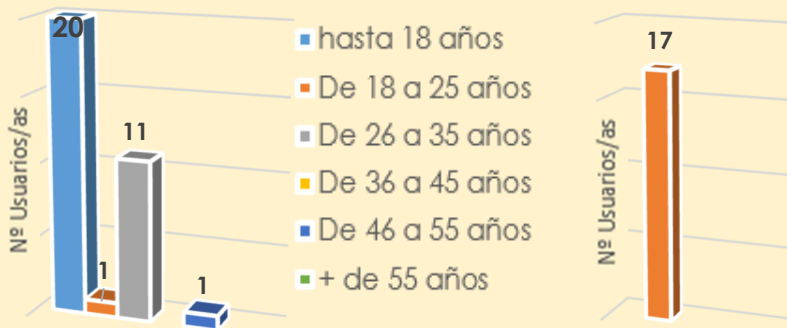 20
11
1
1
Nº Usuarios/as
hasta 18 años
De 18 a 25 años
De 26 a 35 años
De 36 a 45 años
De 46 a 55 años
+ de 55 años
17
Nº Usuarios/as